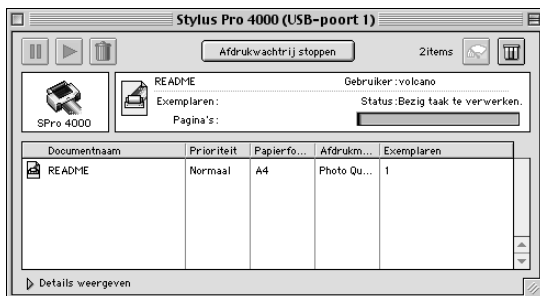 Stylus Pro 4000 (USB-poort 1)
Afdrukwachtrij stoppen
2items
SPro 4000
README
Gebruiker:volcano
Exemplaren:
Status:Bezig taak te verwerken.
Pagina's:
Documentnaam Prioriteit Papierfo... Afdrukm... Exemplaren
README Normaal A4 Photo Qu... 1
Details weergeven